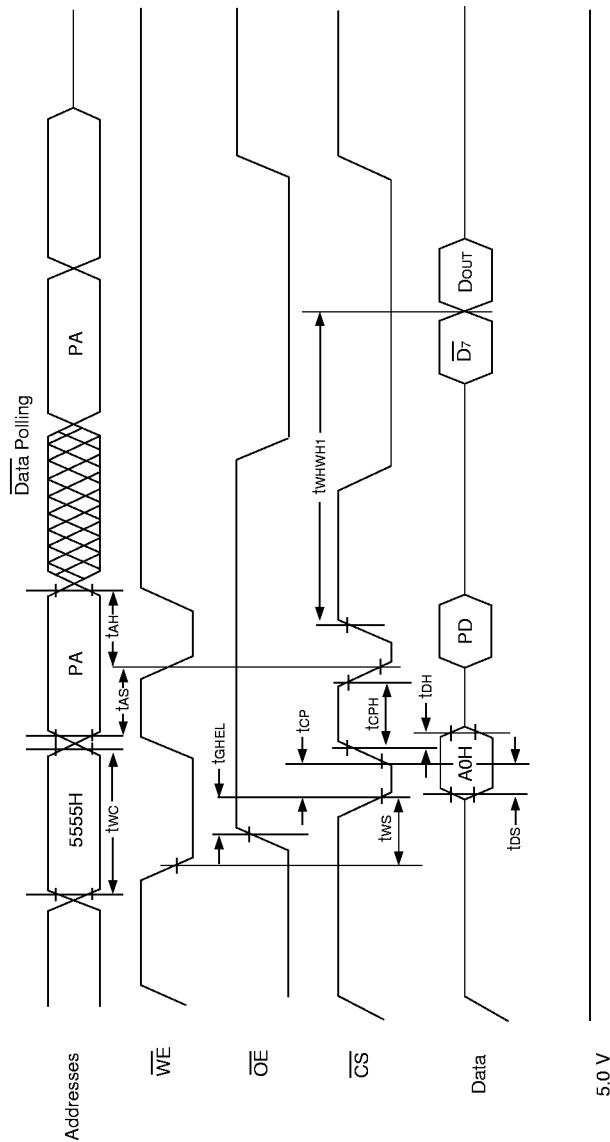 Data Polling
Addresses
5555H
PA
PA
tWC
tAS
tAH
WE
OE
tGHEL
CS
tWS
tCP
tCPH
tWHWH1
Data
A0H
PD
D7
DOUT
tDS
tDH
5.0 V